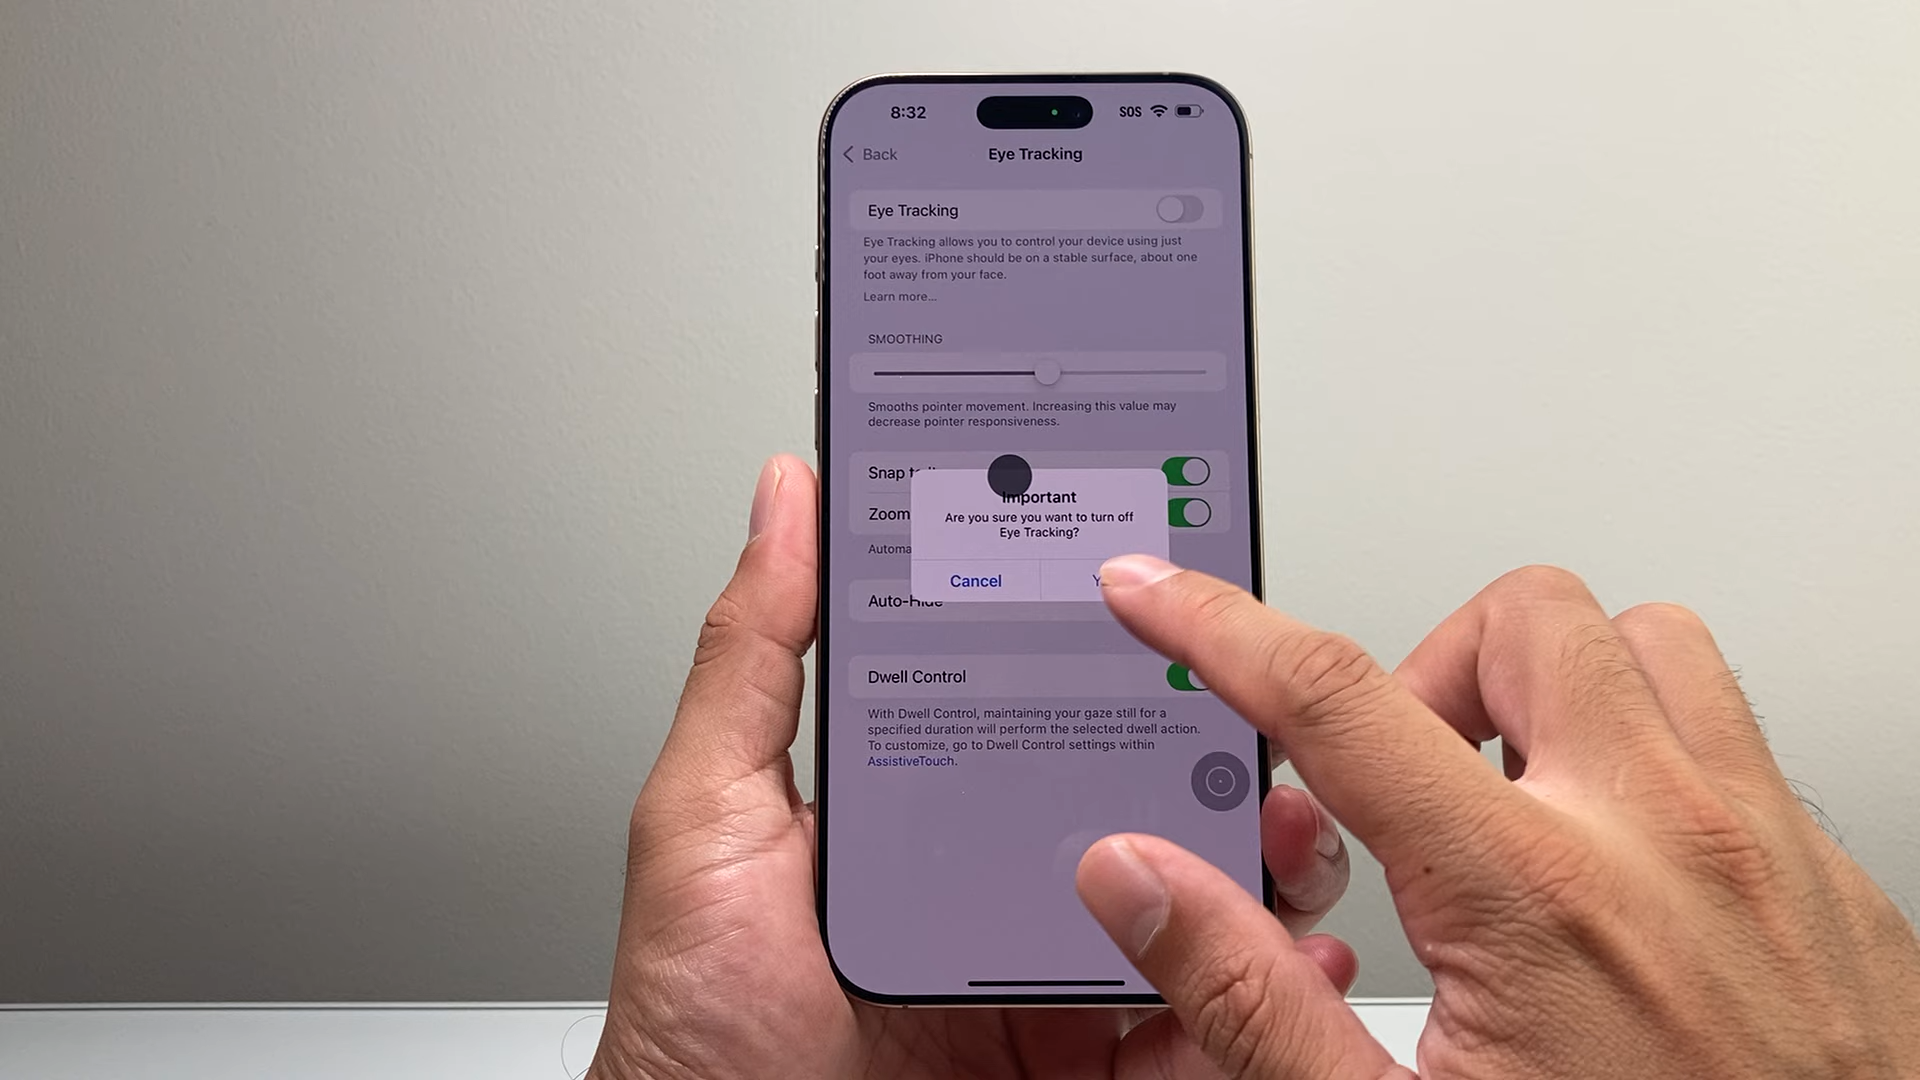 8:32
SOS
Back
Eye Tracking
Eye Tracking
Eye Tracking allows you to control your device using just
your eyes. iPhone should be on a stable surface, about one
foot away from your face.
Learn more...
SMOOTHING
Smooths pointer movement. Increasing this value may
decrease pointer responsiveness.
Snap
Important
Are you sure you want to turn off
Eye Tracking?
Zoom
Cancel
Auto-Hide
Dwell Control
With Dwell Control, maintaining your gaze still for a
specified duration will perform the selected dwell action.
To customize, go to Dwell Control settings within
AssistiveTouch.